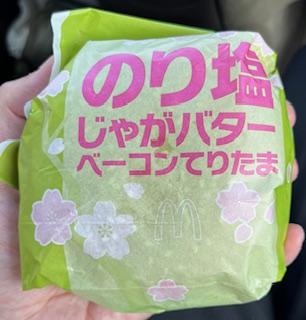 のり塩
じゃがバター
ベーコンてりたま